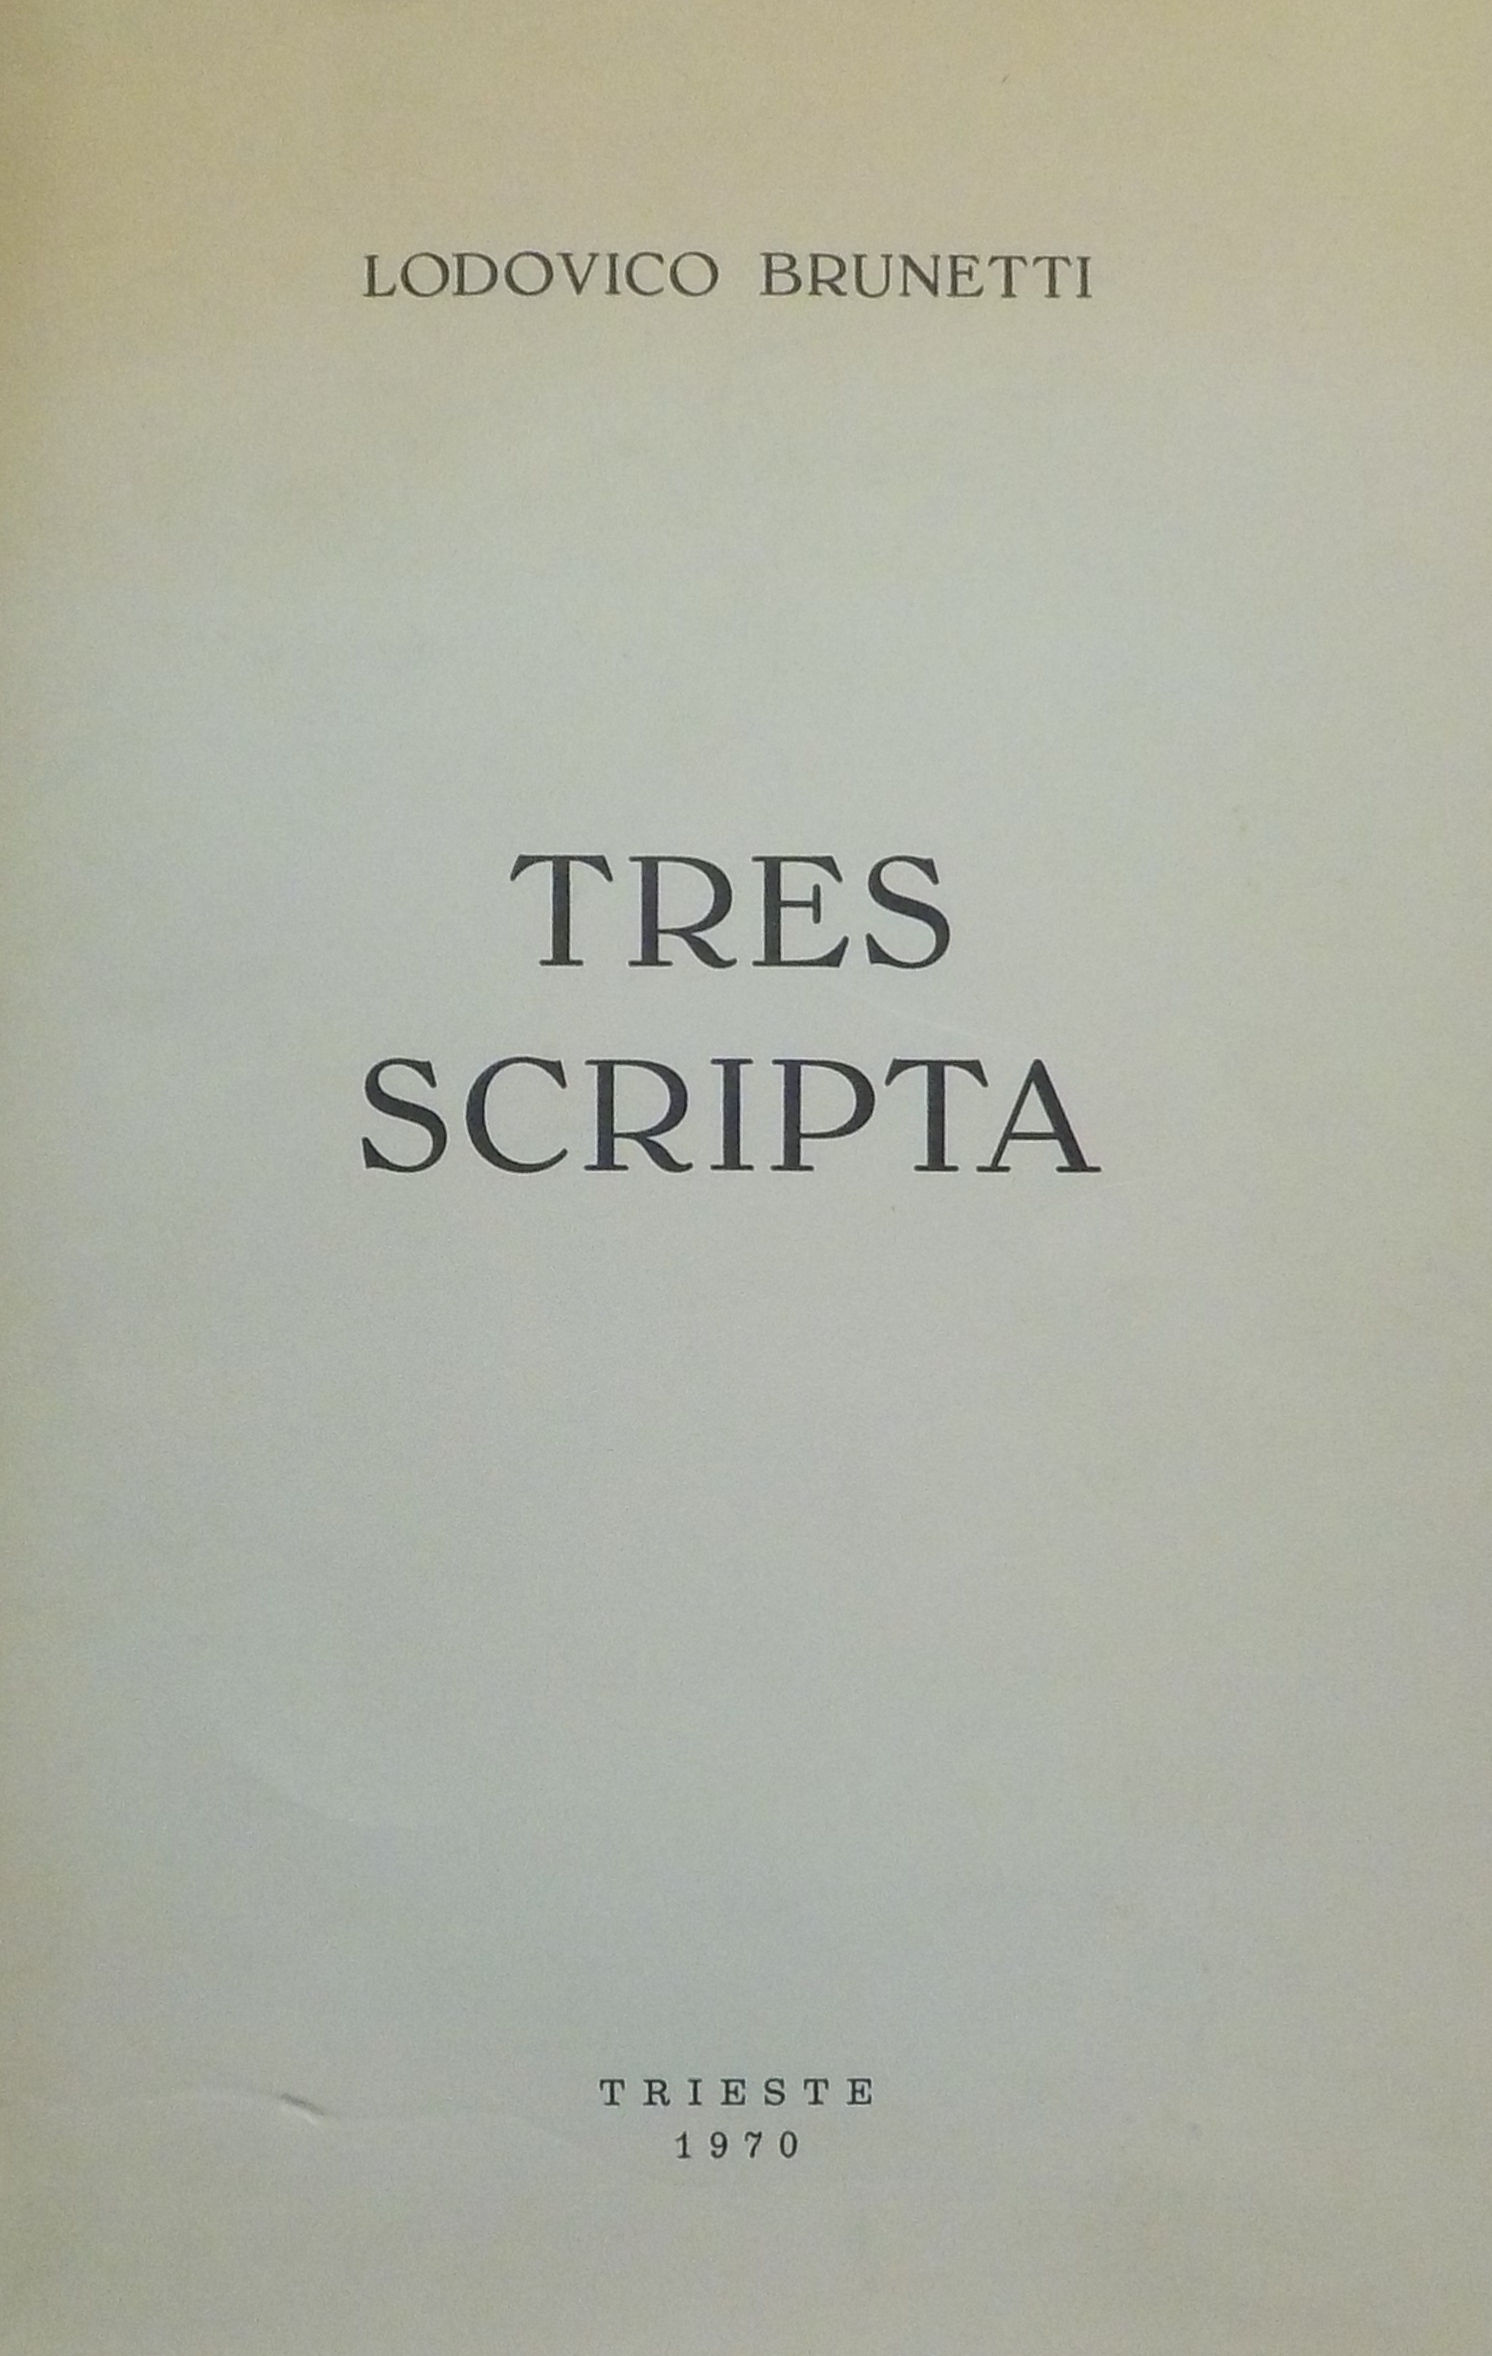 LODOVICO BRUNETTI
TRES
SCRIPTA
TRIESTE
1970